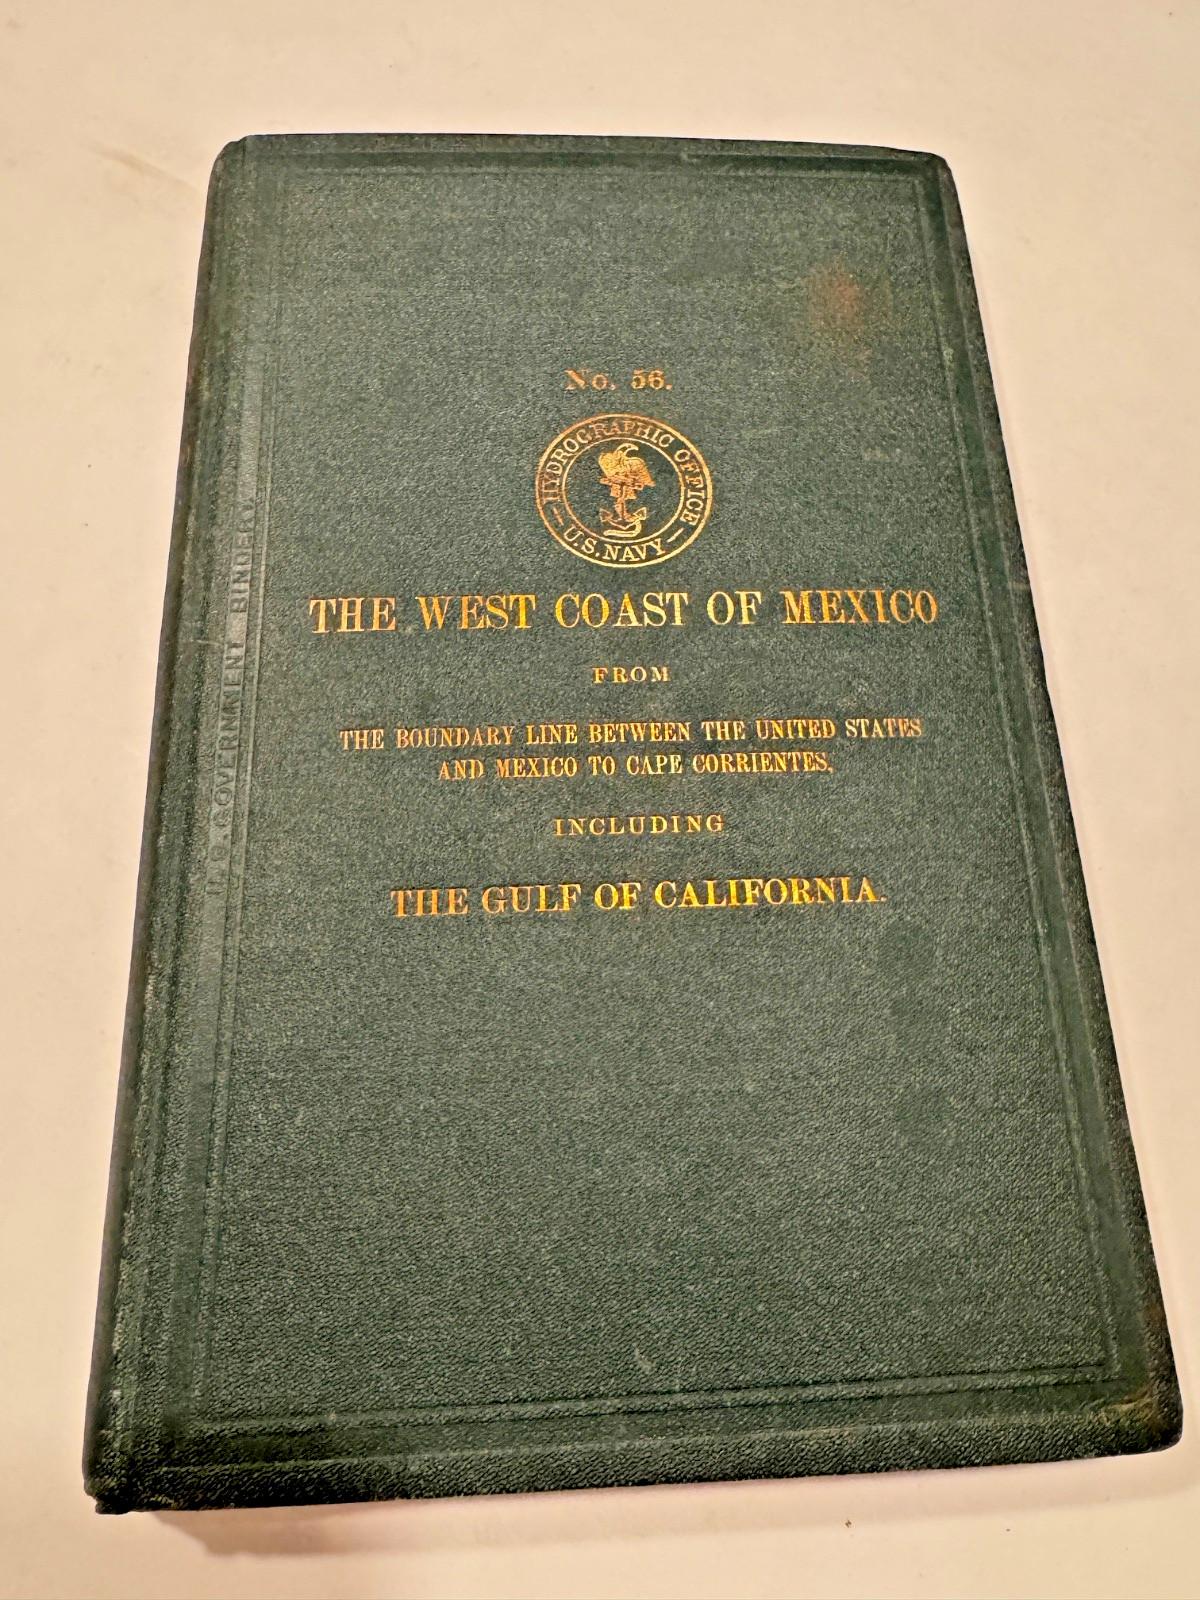 No. 56.
HYDROGRAPHIC OFFICE
U.S. NAVY
THE WEST COAST OF MEXICO
FROM
THE BOUNDARY LINE BETWEEN THE UNITED STATES
AND MEXICO TO CAPE CORRIENTES,
INCLUDING
THE GULF OF CALIFORNIA.
U.S. GOVERNMENT BINDERY